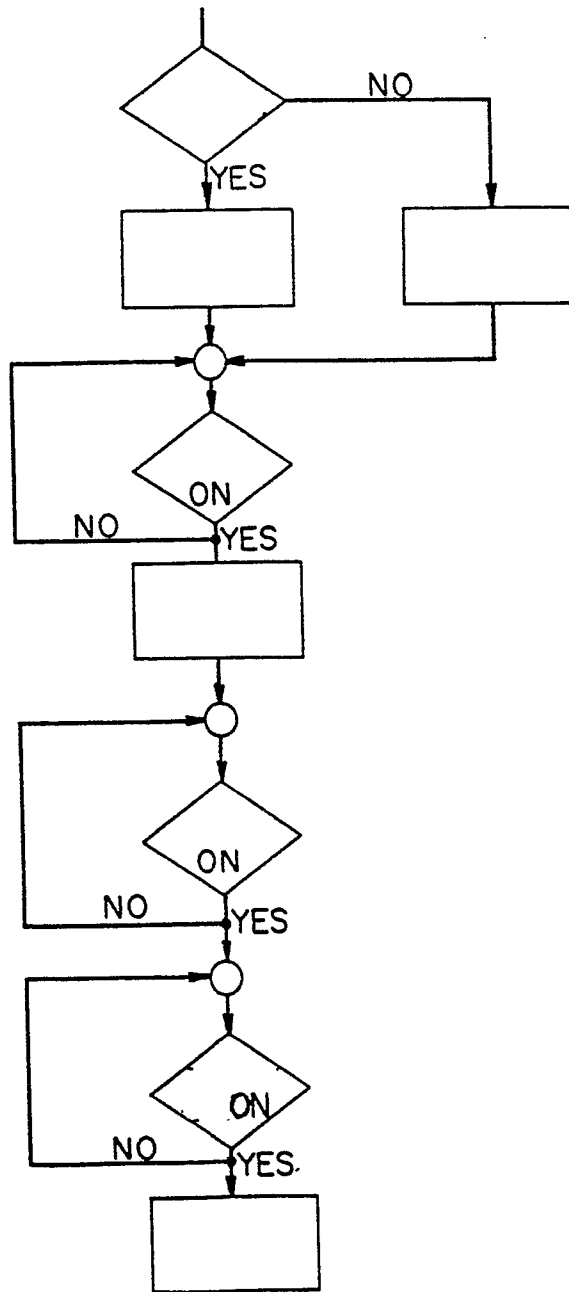 NO
YES
ON
NO YES
ON
NO YES
ON
NO YES.